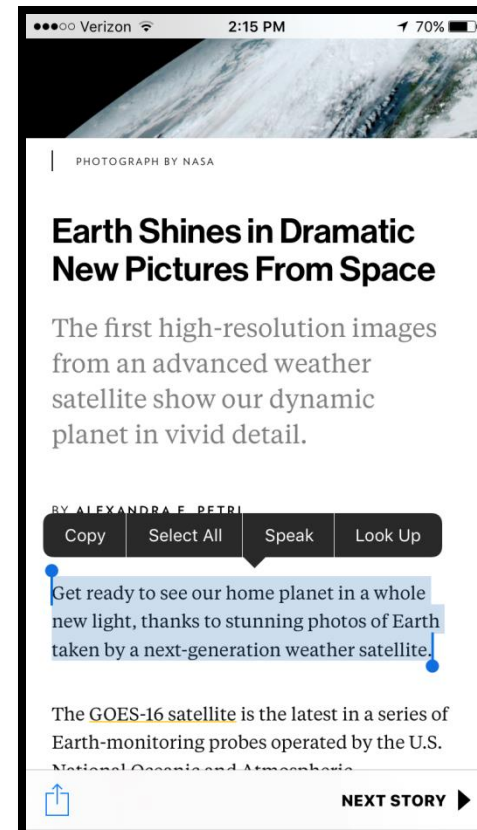 Verizon 2:15 PM 70%
PHOTOGRAPH BY NASA
Earth Shines in Dramatic
New Pictures From Space
The first high-resolution images
from an advanced weather
satellite show our dynamic
planet in vivid detail.
BY ALEXANDRA E. PETRI
Copy Select All Speak Look Up
Get ready to see our home planet in a whole
new light, thanks to stunning photos of Earth
taken by a next-generation weather satellite.
The GOES-16 satellite is the latest in a series of
Earth-monitoring probes operated by the U.S.
National Oceanic and Atmospheric
NEXT STORY